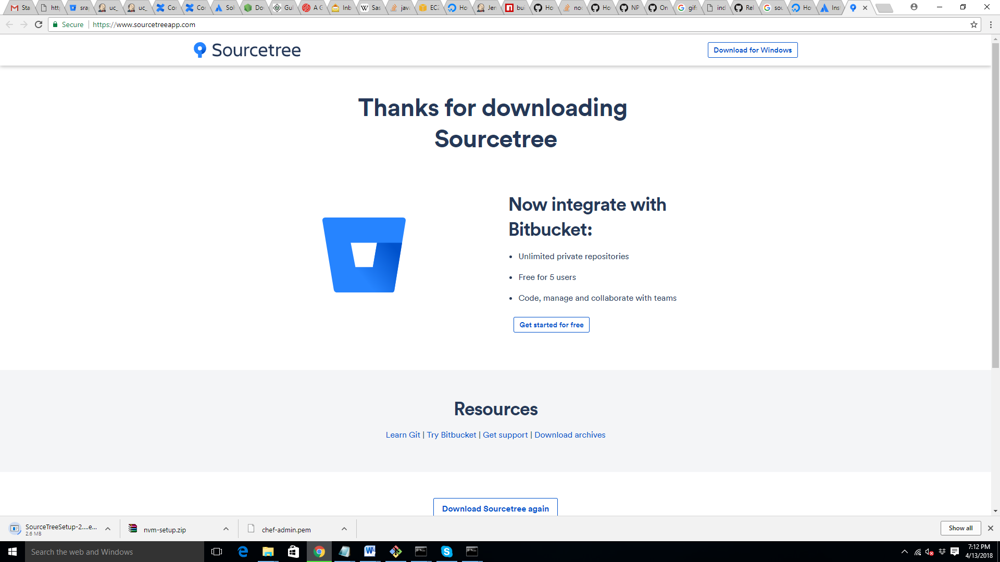 Sta
htt
sra
uc_
uc_
Co
Co
Sol
Do
Gul
A G
Inb
Sas
java
EC2
Ho
Jen
bui
Ho
noc
Ho
NP
On
gif
ind
Rel
sou
Ho
Ins
Secure https://www.sourcetreeapp.com
Sourcetree
Download for Windows
Thanks for downloading
Sourcetree
Now integrate with
Bitbucket:
Unlimited private repositories
Free for 5 users
Code, manage and collaborate with teams
Get started for free
Resources
Learn Git | Try Bitbucket | Get support | Download archives
Download Sourcetree again
SourceTreeSetup-2....e...
2.6 MB
nvm-setup.zip
chef-admin.pem
Show all
Search the web and Windows
7:12 PM
4/13/2018